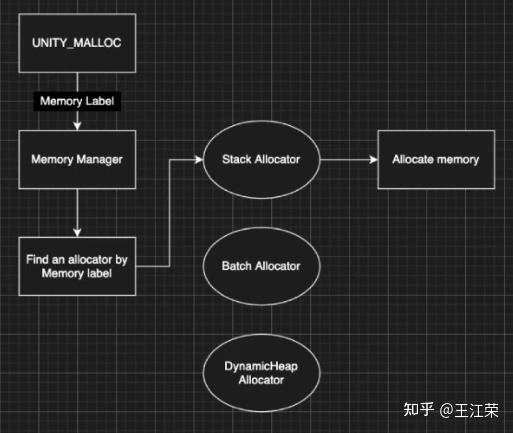 UNITY_MALLOC
Memory Label
Memory Manager
Stack Allocator
Allocate memory
Find an allocator by
Memory label
Batch Allocator
DynamicHeap
Allocator
知乎 @王江荣